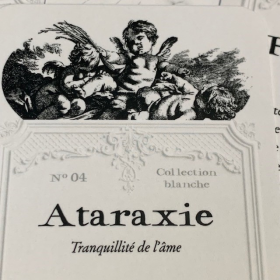 Nº 04
Collection
blanche
Ataraxie
Tranquillité de l'âme